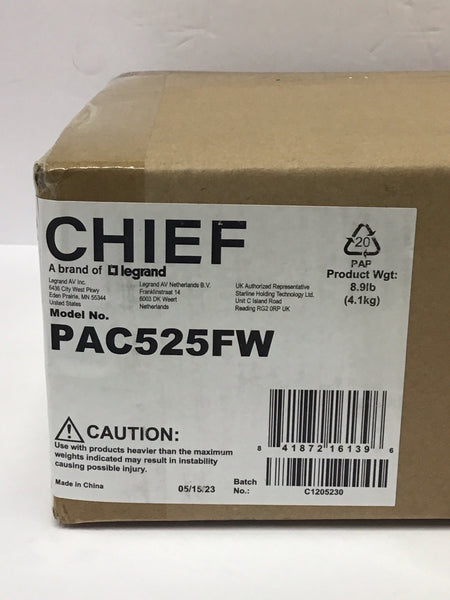 CHIEF
A brand of legrand
Legrand AV Inc.
6436 City West Pkwy
Eden Prairie, MN 55344
United States
Legrand AV Netherlands B.V.
Franklinstraat 14
6003 DK Weert
Netherlands
UK Authorized Representative
Starline Holding Technology Ltd.
Unit C Island Road
Reading RG2 0RP UK
20
PAP
Product Wgt:
8.9lb
(4.1kg)
Model No.
PAC525FW
CAUTION:
Use with products heavier than the maximum
weights indicated may result in instability
causing possible injury.
Made in China
05/15/23
Batch
No.:
8 41872 16139 6
C1205230